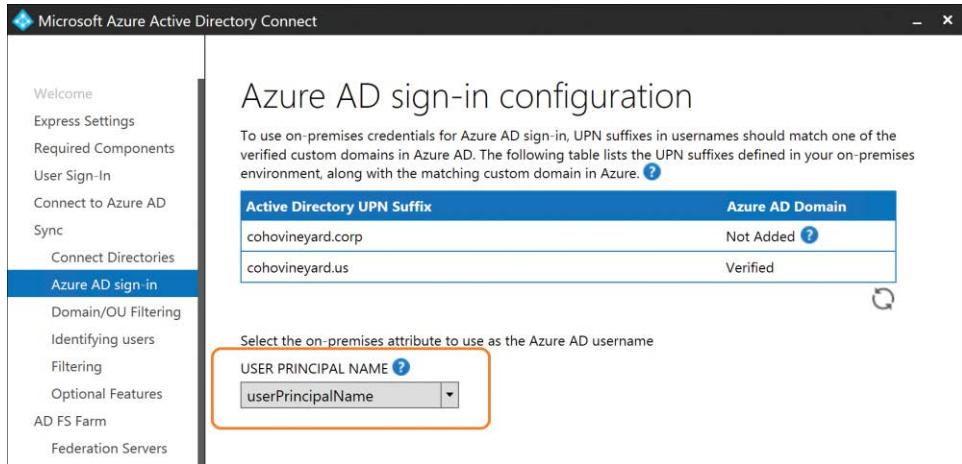 Microsoft Azure Active Directory Connect
Welcome
Express Settings
Required Components
User Sign-In
Connect to Azure AD
Sync
Connect Directories
Azure AD sign-in
Domain/OU Filtering
Identifying users
Filtering
Optional Features
AD FS Farm
Federation Servers
Azure AD sign-in configuration
To use on-premises credentials for Azure AD sign-in, UPN suffixes in usernames should match one of the
verified custom domains in Azure AD. The following table lists the UPN suffixes defined in your on-premises
environment, along with the matching custom domain in Azure. ?
Active Directory UPN Suffix Azure AD Domain
cohovineyard.corp Not Added ?
cohovineyard.us Verified
Select the on-premises attribute to use as the Azure AD username
USER PRINCIPAL NAME ?
userPrincipalName